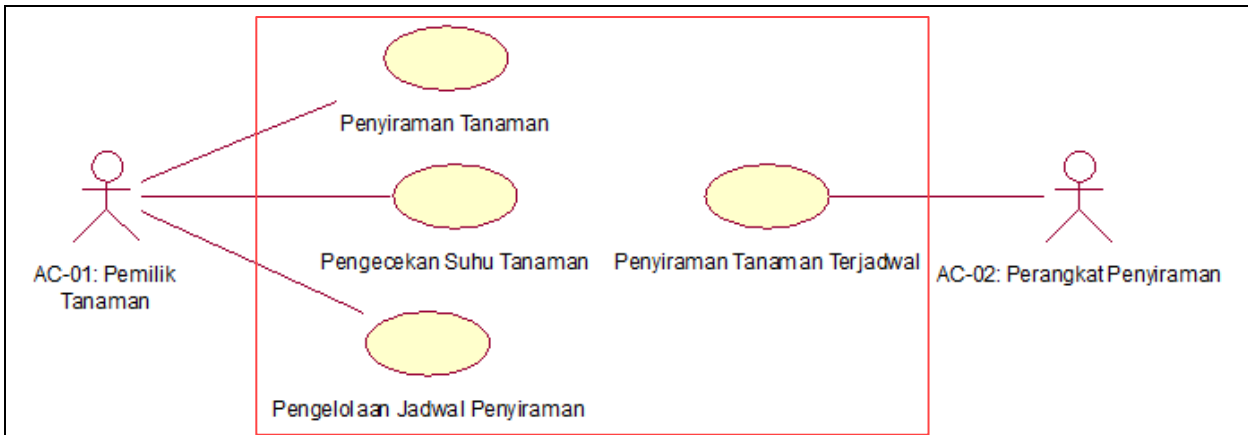 Penyiraman Tanaman
Pengecekan Suhu Tanaman
Penyiraman Tanaman Terjadwal
AC-01: Pemilik
Tanaman
AC-02: Perangkat Penyiraman
Pengelolaan Jadwal Penyiraman